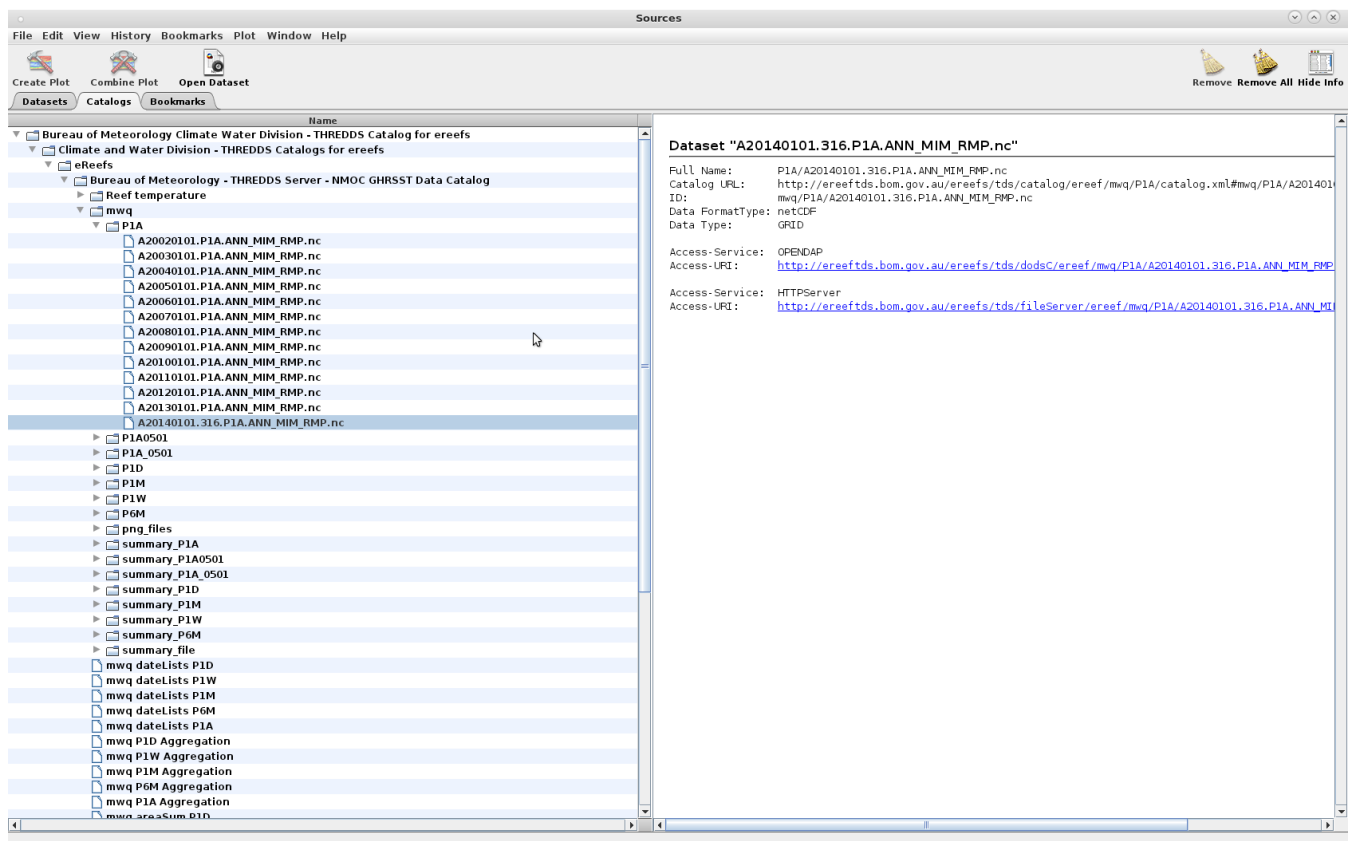 Sources
File Edit View History Bookmarks Plot Window Help
Create Plot Combine Plot Open Dataset Remove Remove All Hide Info
Datasets Catalogs Bookmarks
Name
Bureau of Meteorology Climate Water Division - THREDDS Catalog for ereefs
Climate and Water Division - THREDDS Catalogs for ereefs
eReefs
Bureau of Meteorology - THREDDS Server - NMOC GHRSST Data Catalog
Reef temperature
mwq
P1A
A20020101.P1A.ANN_MIM_RMP.nc
A20030101.P1A.ANN_MIM_RMP.nc
A20040101.P1A.ANN_MIM_RMP.nc
A20050101.P1A.ANN_MIM_RMP.nc
A20060101.P1A.ANN_MIM_RMP.nc
A20070101.P1A.ANN_MIM_RMP.nc
A20080101.P1A.ANN_MIM_RMP.nc
A20090101.P1A.ANN_MIM_RMP.nc
A20100101.P1A.ANN_MIM_RMP.nc
A20110101.P1A.ANN_MIM_RMP.nc
A20120101.P1A.ANN_MIM_RMP.nc
A20130101.P1A.ANN_MIM_RMP.nc
A20140101.316.P1A.ANN_MIM_RMP.nc
P1A0501
P1A_0501
P1D
P1M
P1W
P6M
png_files
summary_P1A
summary_P1A0501
summary_P1A_0501
summary_P1D
summary_P1M
summary_P1W
summary_P6M
summary_file
mwq dateLists P1D
mwq dateLists P1W
mwq dateLists P1M
mwq dateLists P6M
mwq dateLists P1A
mwq P1D Aggregation
mwq P1W Aggregation
mwq P1M Aggregation
mwq P6M Aggregation
mwq P1A Aggregation
mwq areaSum P1D
Dataset "A20140101.316.P1A.ANN_MIM_RMP.nc"
Full Name: P1A/A20140101.316.P1A.ANN_MIM_RMP.nc
Catalog URL: http://ereeftds.bom.gov.au/ereefs/tds/catalog/ereef/mwq/P1A/catalog.xml#mwq/P1A/A201401
ID: mwq/P1A/A20140101.316.P1A.ANN_MIM_RMP.nc
Data FormatType: netCDF
Data Type: GRID
Access-Service: OPENDAP
Access-URI: http://ereeftds.bom.gov.au/ereefs/tds/dodsC/ereef/mwq/P1A/A20140101.316.P1A.ANN_MIM_RMP
Access-Service: HTTPServer
Access-URI: http://ereeftds.bom.gov.au/ereefs/tds/fileServer/ereef/mwq/P1A/A20140101.316.P1A.ANN_MI